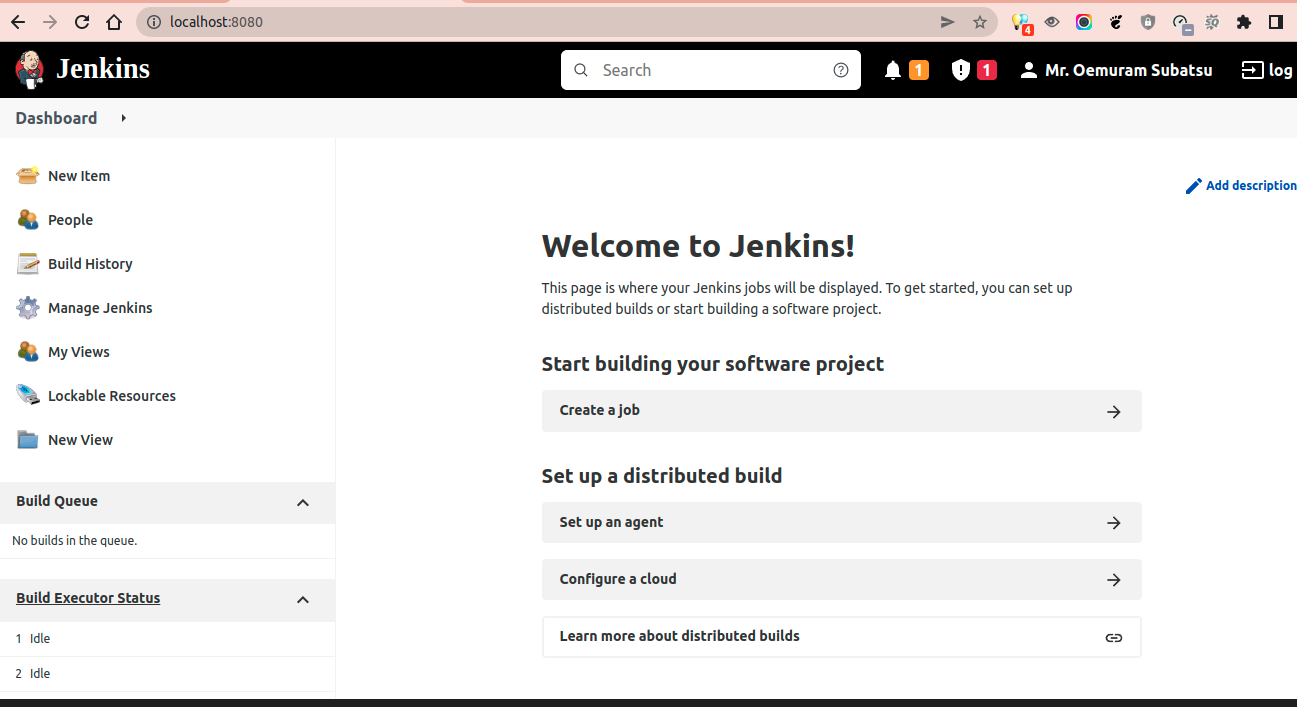 localhost:8080
4
Jenkins
Search
1
1
Mr. Oemuram Subatsu
log
Dashboard
New Item
People
Build History
Manage Jenkins
My Views
Lockable Resources
New View
Build Queue
No builds in the queue.
Build Executor Status
1 Idle
2 Idle
Add description
Welcome to Jenkins!
This page is where your Jenkins jobs will be displayed. To get started, you can set up
distributed builds or start building a software project.
Start building your software project
Create a job
Set up a distributed build
Set up an agent
Configure a cloud
Learn more about distributed builds